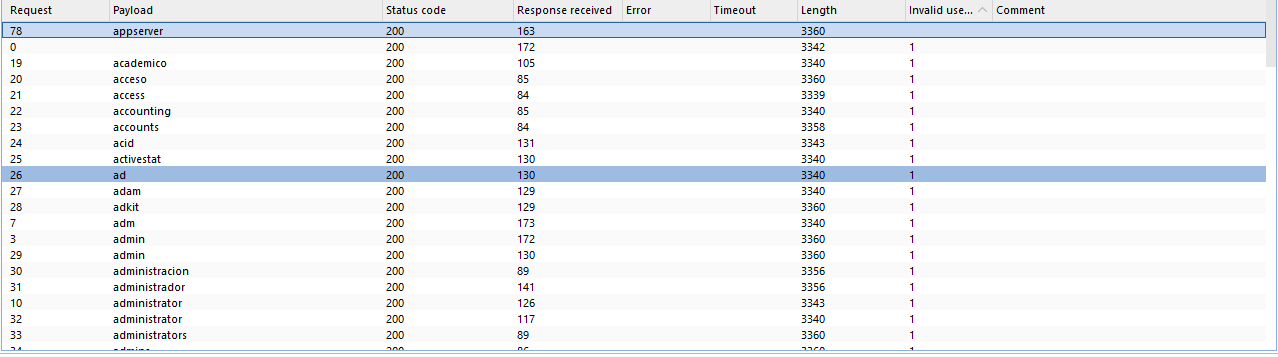 Request Payload Status code Response received Error Timeout Length Invalid use... Comment
78 appserver 200 163 3360
0 200 172 3342 1
19 academico 200 105 3340 1
20 acceso 200 85 3360 1
21 access 200 84 3339 1
22 accounting 200 85 3340 1
23 accounts 200 84 3358 1
24 acid 200 131 3343 1
25 activestat 200 130 3340 1
26 ad 200 130 3340 1
27 adam 200 129 3340 1
28 adkit 200 129 3360 1
7 adm 200 173 3340 1
3 admin 200 172 3360 1
29 admin 200 130 3360 1
30 administracion 200 89 3356 1
31 administrador 200 141 3356 1
10 administrator 200 126 3343 1
32 administrator 200 117 3340 1
33 administrators 200 89 3360 1